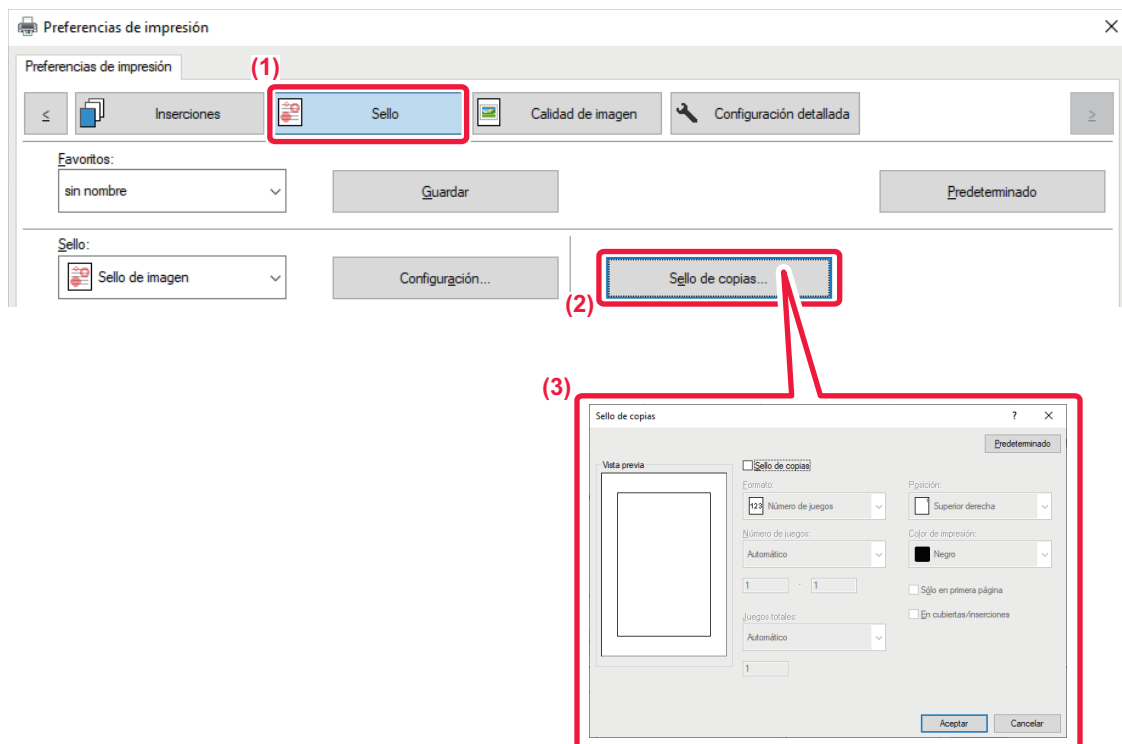 Preferencias de impresión
Preferencias de impresión
(1)
≤ Inserciones Sello Calidad de imagen Configuración detallada ≥
Favoritos:
sin nombre Guardar Predeterminado
Sello:
Sello de imagen Configuración... Sello de copias...
(2)
(3)
Sello de copias ?
Predeterminado
Vista previa Sello de copias
Formato: Posición:
123 Número de juegos Superior derecha
Número de juegos: Color de impresión:
Automático Negro
1 - 1 Sólo en primera página
En cubiertas/inserciones
Juegos totales:
Automático
1
Aceptar Cancelar